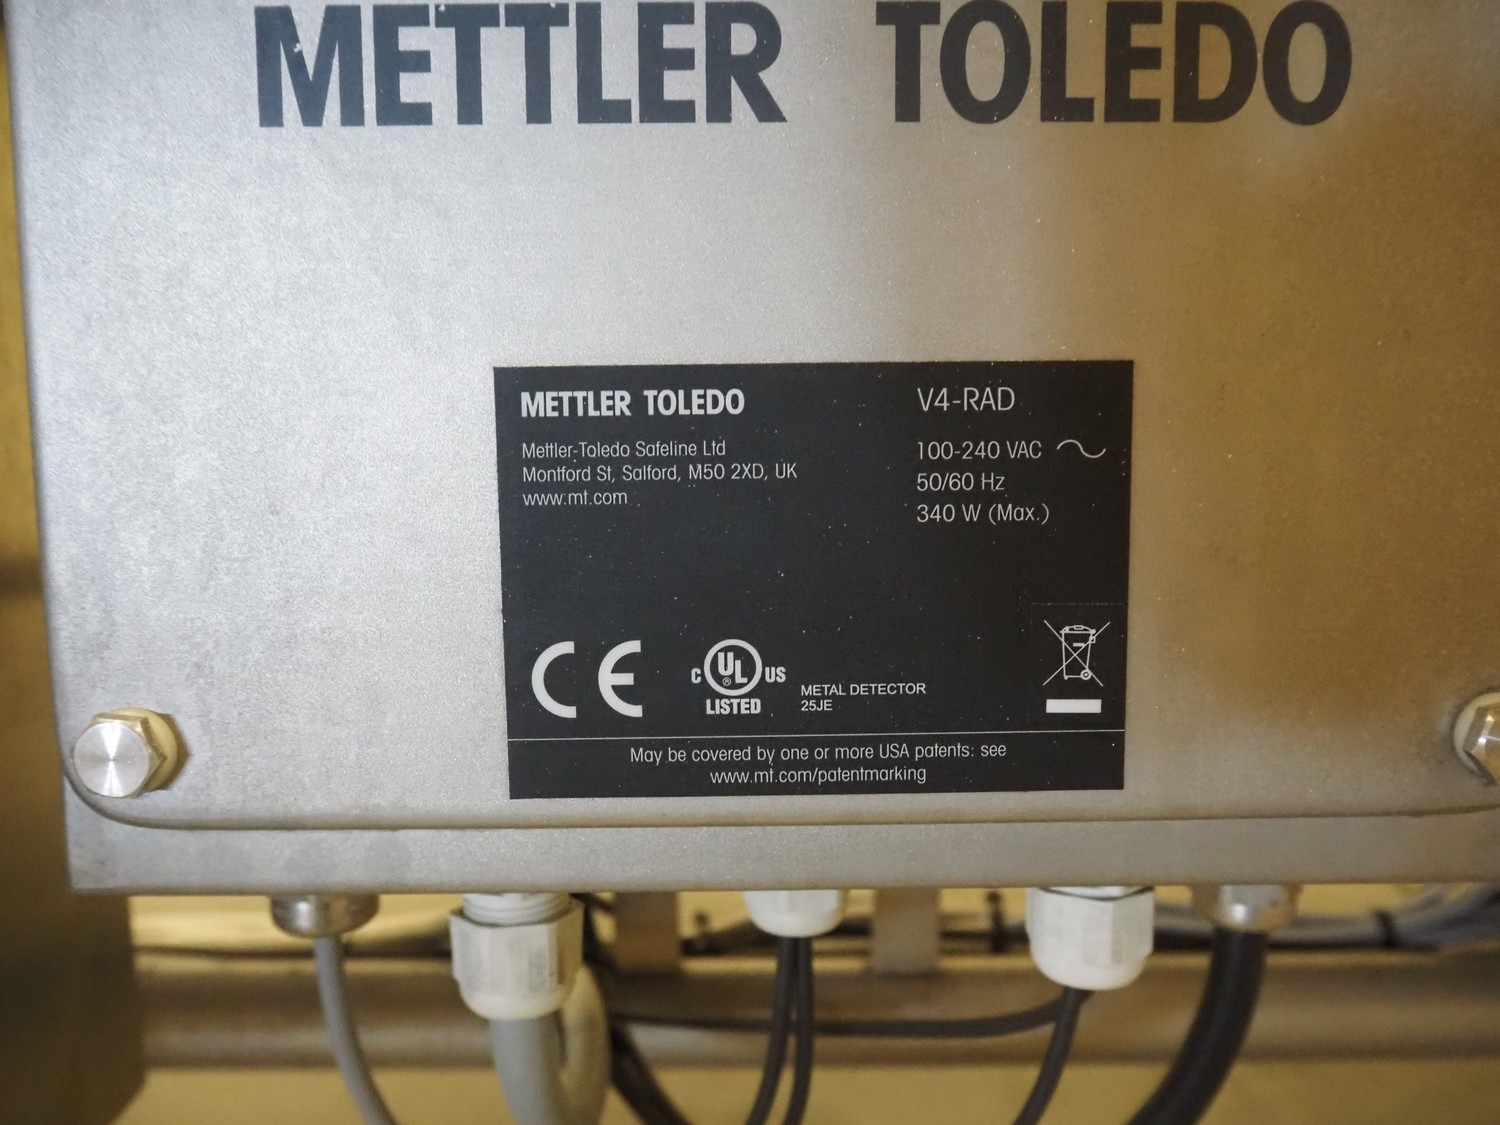 METTLER TOLEDO
METTLER TOLEDO
Mettler-Toledo Safeline Ltd
Montford St, Salford, M50 2XD, UK
www.mt.com
V4-RAD
100-240 VAC
50/60 Hz
340 W (Max.)
CE
C UL US
®
LISTED
METAL DETECTOR
25JE
May be covered by one or more USA patents: see
www.mt.com/patentmarking